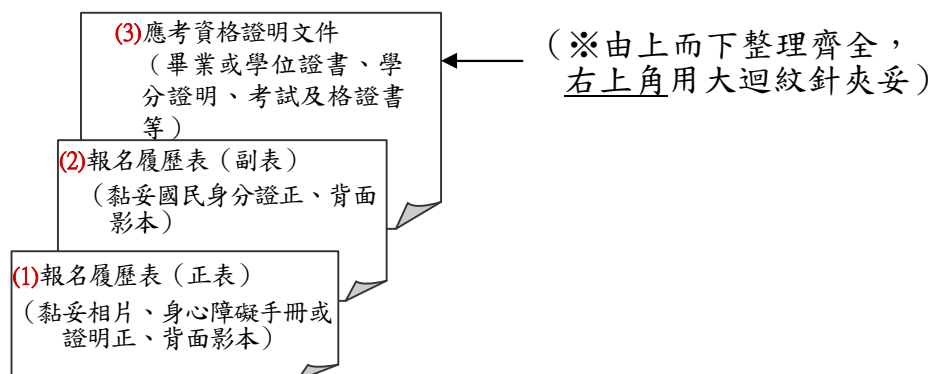 (3)應考資格證明文件
（畢業或學位證書、學
分證明、考試及格證書
等）
（※由上而下整理齊全，
右上角用大迴紋針夾妥）
(2)報名履歷表（副表）
（黏妥國民身分證正、背面
影本）
(1)報名履歷表（正表）
（黏妥相片、身心障礙手冊或
證明正、背面影本）